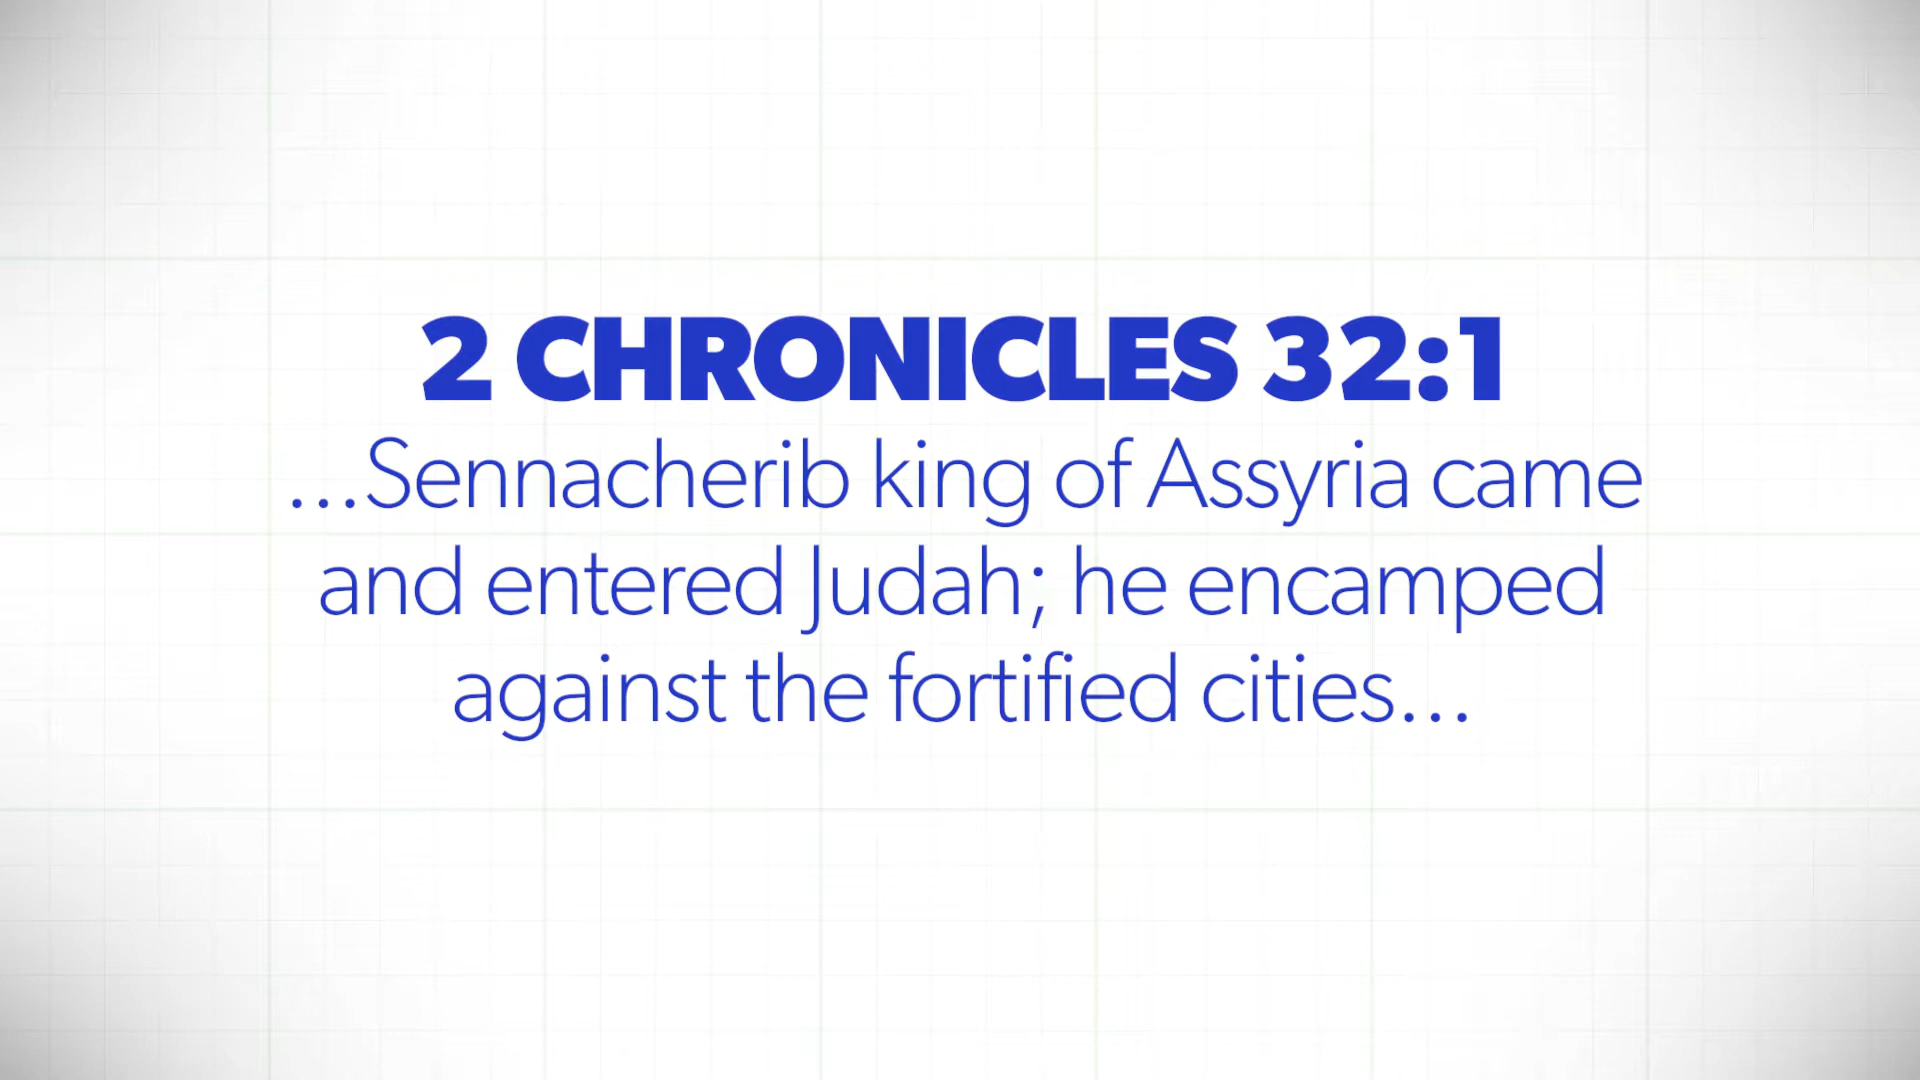 2 CHRONICLES 32:1
...Sennacherib king of Assyria came
and entered Judah; he encamped
against the fortified cities...